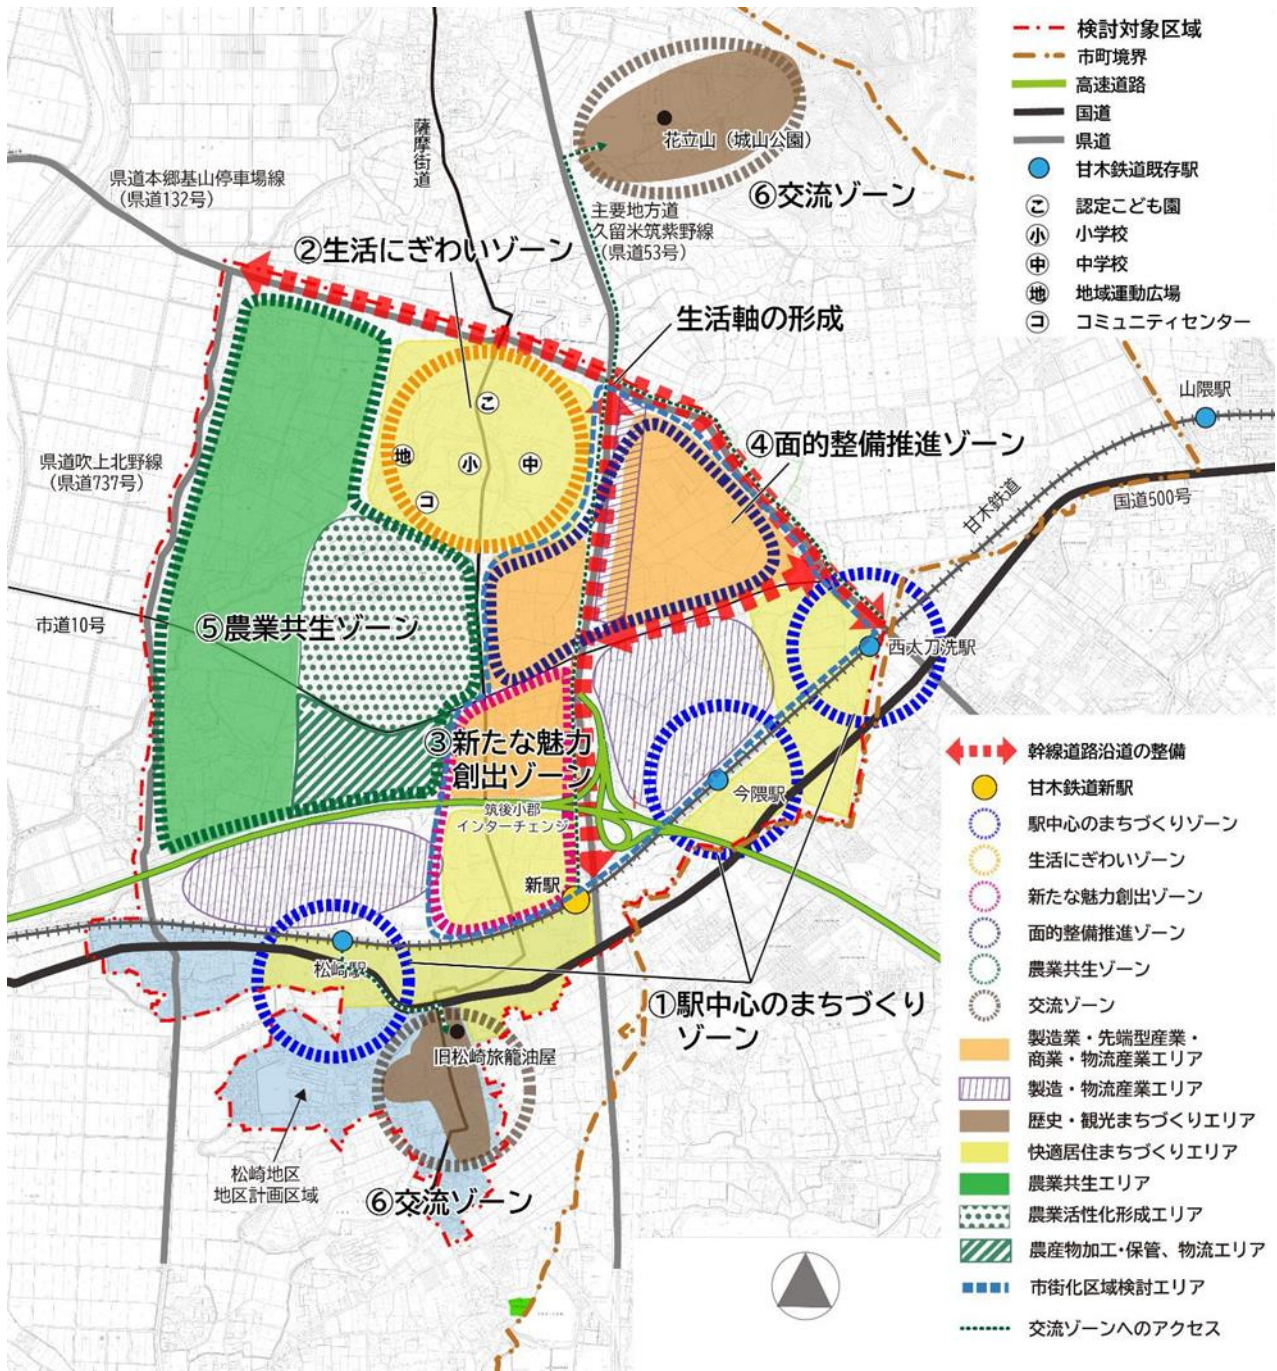 検討対象区域
市町境界
高速道路
国道
県道
甘木鉄道既存駅
こ 認定こども園
小 小学校
中 中学校
地 地域運動広場
コ コミュニティセンター
花立山（城山公園）
⑥交流ゾーン
薩摩街道
県道本郷基山停車場線
（県道132号）
主要地方道
久留米筑紫野線
（県道53号）
②生活にぎわいゾーン
生活軸の形成
山隈駅
こ
地
小
中
コ
④面的整備推進ゾーン
県道吹上北野線
（県道737号）
甘木鉄道
国道500号
市道10号
⑤農業共生ゾーン
西太刀洗駅
③新たな魅力
創出ゾーン
今隈駅
筑後小郡
インターチェンジ
新駅
松崎駅
①駅中心のまちづくり
ゾーン
旧松崎旅籠油屋
松崎地区
地区計画区域
⑥交流ゾーン
幹線道路沿道の整備
甘木鉄道新駅
駅中心のまちづくりゾーン
生活にぎわいゾーン
新たな魅力創出ゾーン
面的整備推進ゾーン
農業共生ゾーン
交流ゾーン
製造業・先端型産業・
商業・物流産業エリア
製造・物流産業エリア
歴史・観光まちづくりエリア
快適居住まちづくりエリア
農業共生エリア
農業活性化形成エリア
農産物加工・保管、物流エリア
市街化区域検討エリア
交流ゾーンへのアクセス